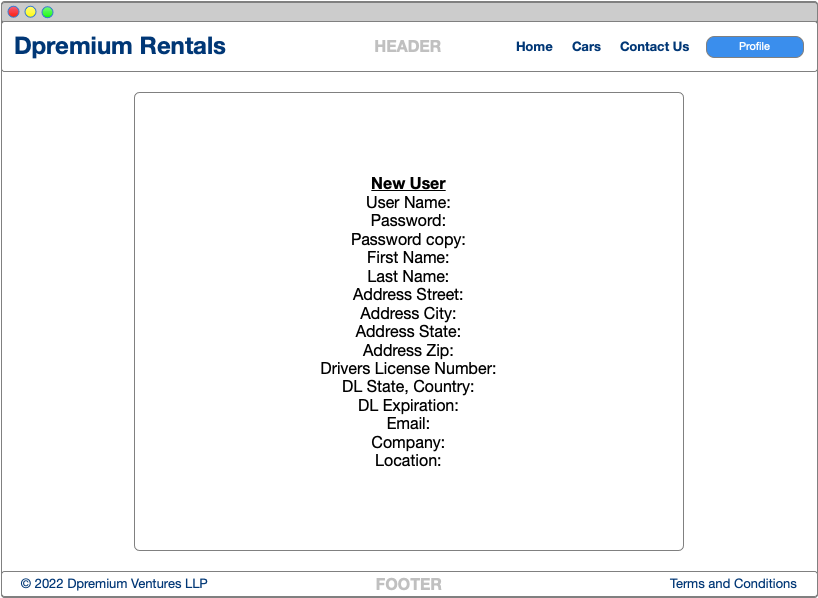 Dpremium Rentals HEADER Home Cars Contact Us Profile
New User
User Name:
Password:
Password copy:
First Name:
Last Name:
Address Street:
Address City:
Address State:
Address Zip:
Drivers License Number:
DL State, Country:
DL Expiration:
Email:
Company:
Location:
© 2022 Dpremium Ventures LLP FOOTER Terms and Conditions